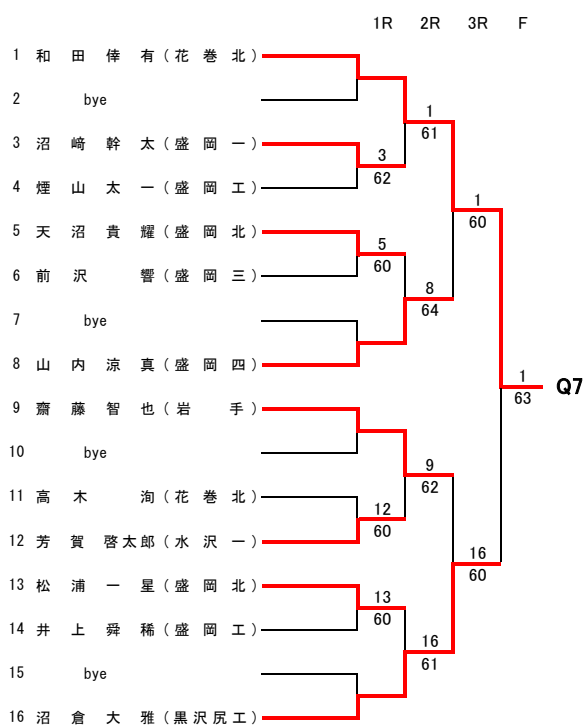 1R 2R 3R F
1 和田倖有(花巻北)
2 bye
1
61
3 沼﨑幹太(盛岡一)
3
62
4 煙山太一(盛岡工)
1
60
5 天沼貴耀(盛岡北)
5
60
6 前沢響(盛岡三)
8
64
7 bye
8 山内涼真(盛岡四)
1
63
Q7
9 齋藤智也(岩手)
10 bye
9
62
11 高木洵(花巻北)
12
60
12 芳賀啓太郎(水沢一)
16
60
13 松浦一星(盛岡北)
13
60
14 井上舜稀(盛岡工)
16
61
15 bye
16 沼倉大雅(黒沢尻工)